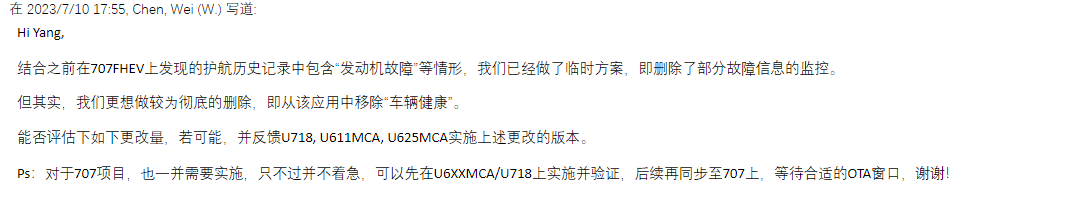 在 2023/7/10 17:55, Chen, Wei (W.) 写道:
Hi Yang,
结合之前在707FHEV上发现的护航历史记录中包含“发动机故障”等情形，我们已经做了临时方案，即删除了部分故障信息的监控。
但其实，我们更想做较为彻底的删除，即从该应用中移除“车辆健康”。
能否评估下如下更改量，若可能，并反馈U718, U611MCA, U625MCA实施上述更改的版本。
Ps：对于707项目，也一并需要实施，只不过并不着急，可以先在U6XXMCA/U718上实施并验证，后续再同步至707上，等待合适的OTA窗口，谢谢!